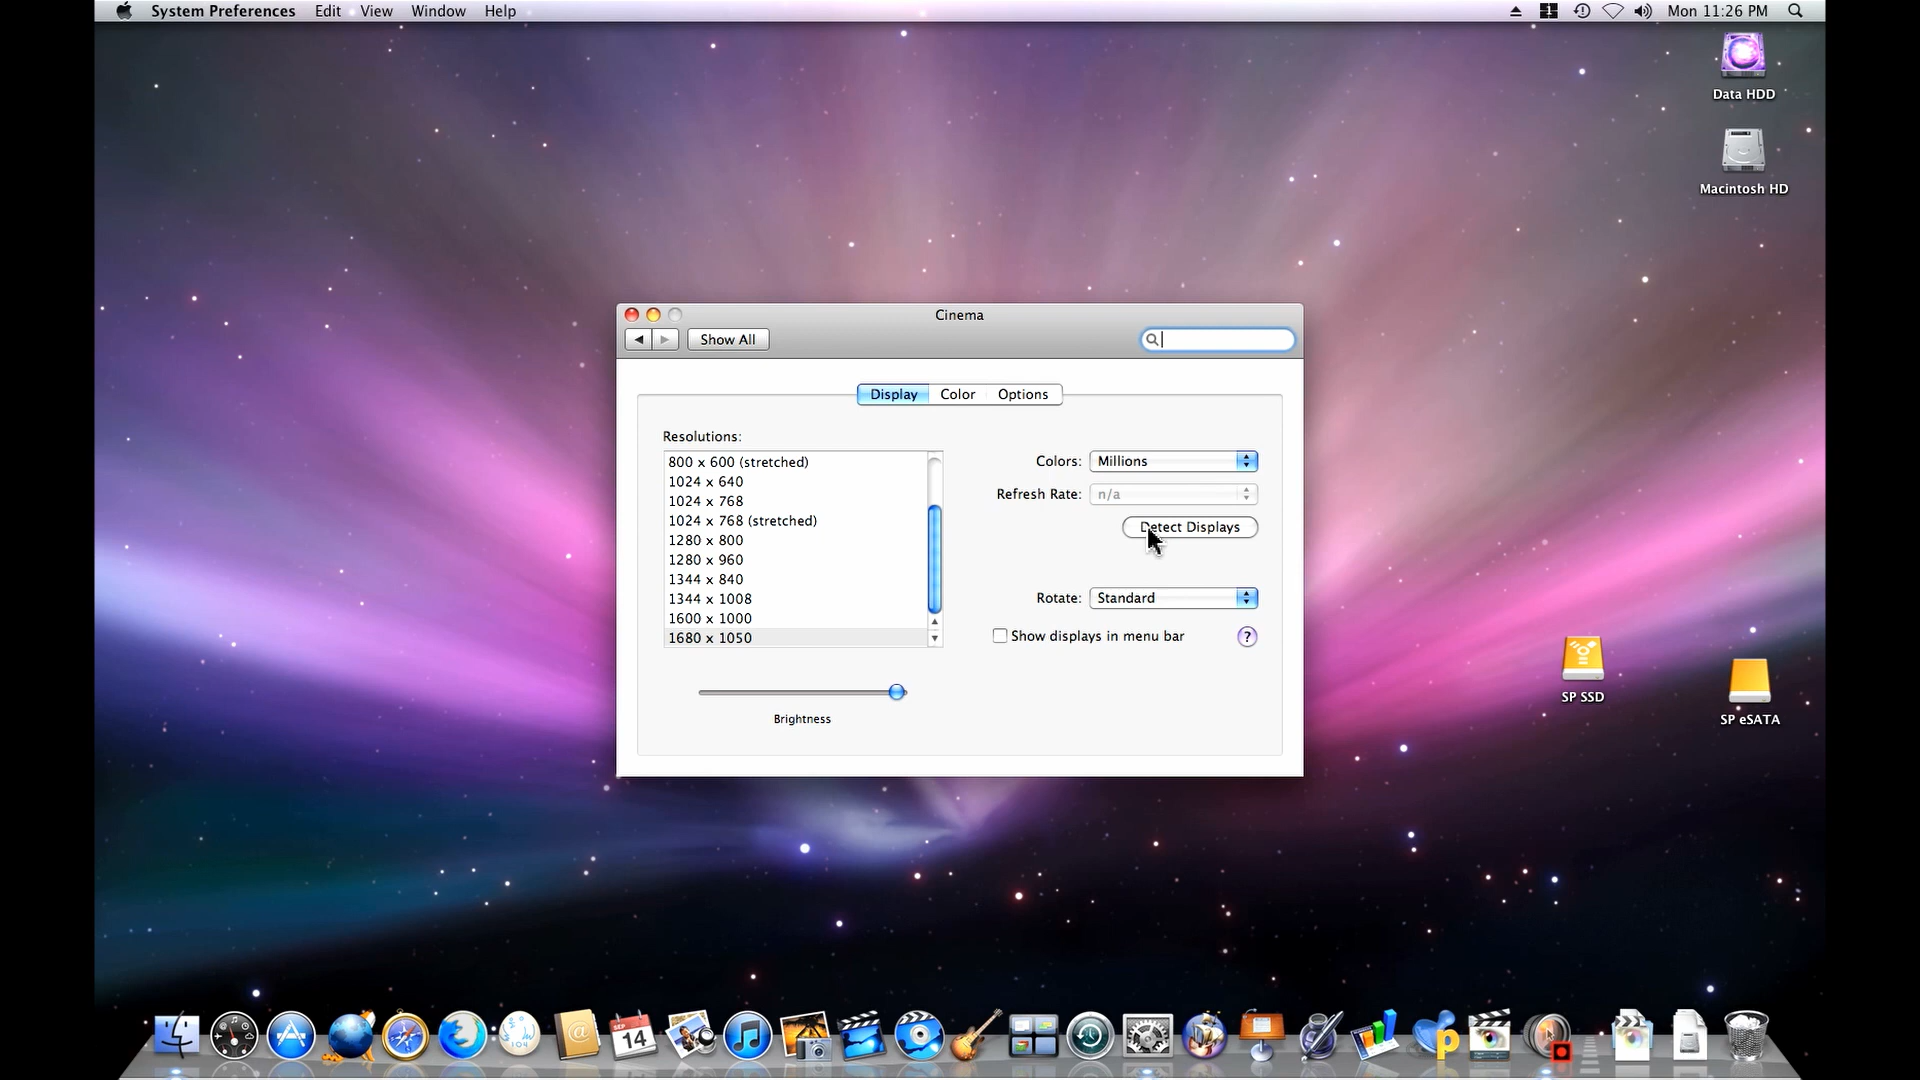 System Preferences Edit View Window Help
Mon 11:26 PM
Data HDD
Macintosh HD
Cinema
Show All
Display Color Options
Resolutions:
800 x 600 (stretched)
1024 x 640
1024 x 768
1024 x 768 (stretched)
1280 x 800
1280 x 960
1344 x 840
1344 x 1008
1600 x 1000
1680 x 1050
Colors: Millions
Refresh Rate: n/a
Detect Displays
Rotate: Standard
Show displays in menu bar
?
Brightness
SP SSD
SP eSATA
SEP
14
104
@
p